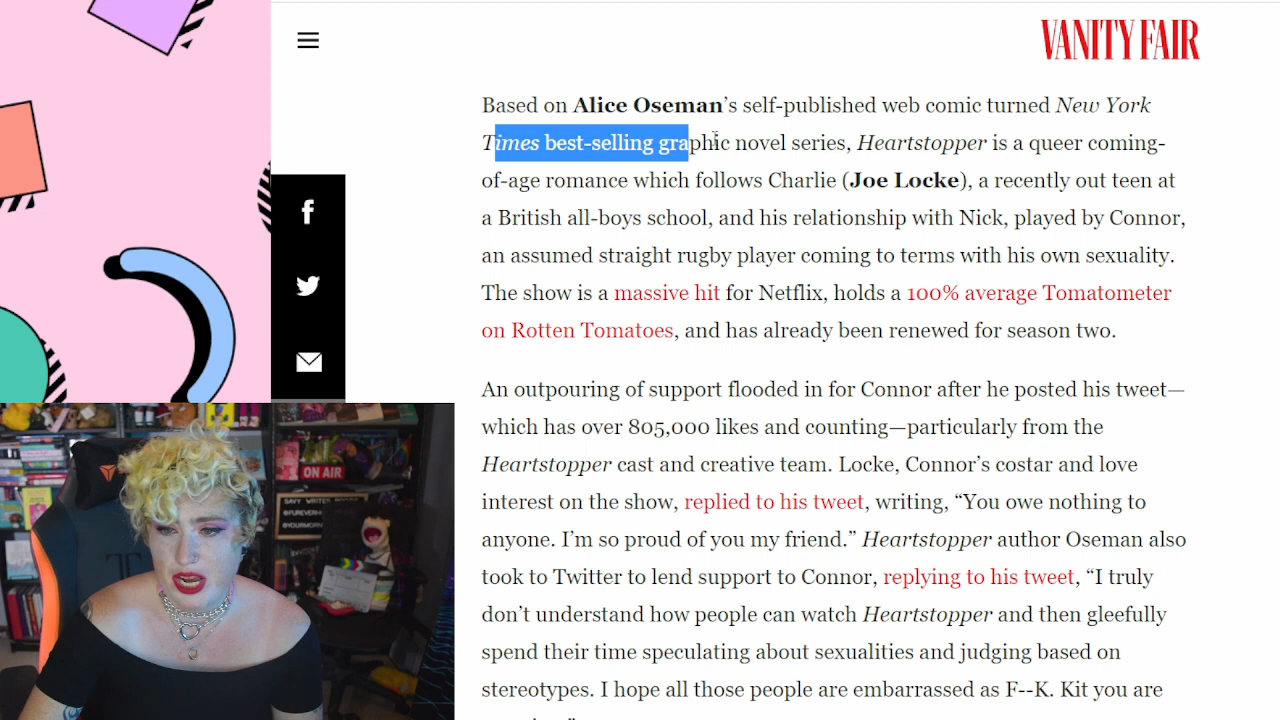 VANITY FAIR
Based on Alice Oseman's self-published web comic turned New York
Times best-selling graphic novel series, Heartstopper is a queer coming-
of-age romance which follows Charlie (Joe Locke), a recently out teen at
a British all-boys school, and his relationship with Nick, played by Connor,
an assumed straight rugby player coming to terms with his own sexuality.
The show is a massive hit for Netflix, holds a 100% average Tomatometer
on Rotten Tomatoes, and has already been renewed for season two.
An outpouring of support flooded in for Connor after he posted his tweet—
which has over 805,000 likes and counting—particularly from the
Heartstopper cast and creative team. Locke, Connor's costar and love
interest on the show, replied to his tweet, writing, “You owe nothing to
anyone. I'm so proud of you my friend.” Heartstopper author Oseman also
took to Twitter to lend support to Connor, replying to his tweet, “I truly
don't understand how people can watch Heartstopper and then gleefully
spend their time speculating about sexualities and judging based on
stereotypes. I hope all those people are embarrassed as F--K. Kit you are
ON AIR
SAVY WRITES